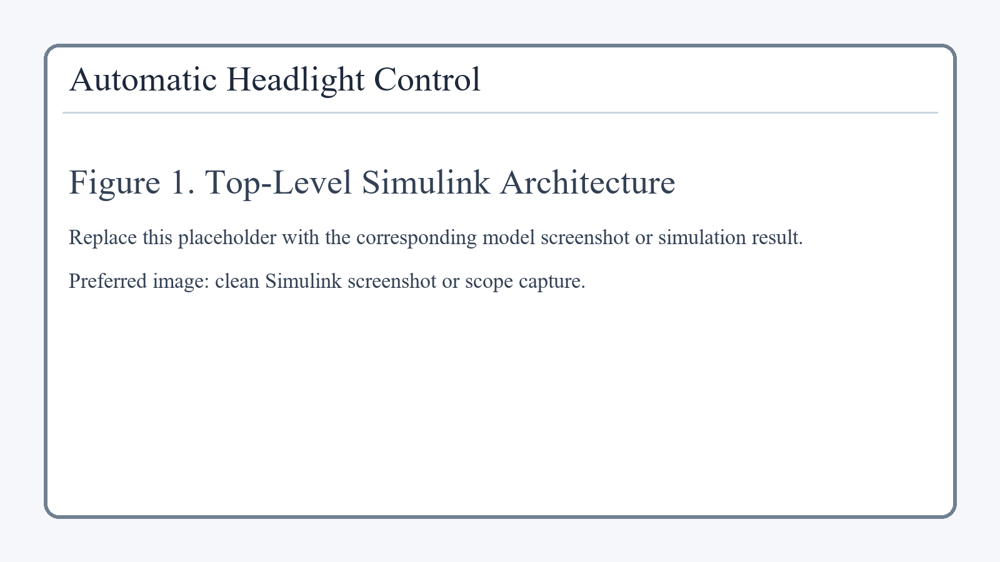 Automatic Headlight Control
Figure 1. Top-Level Simulink Architecture
Replace this placeholder with the corresponding model screenshot or simulation result.
Preferred image: clean Simulink screenshot or scope capture.